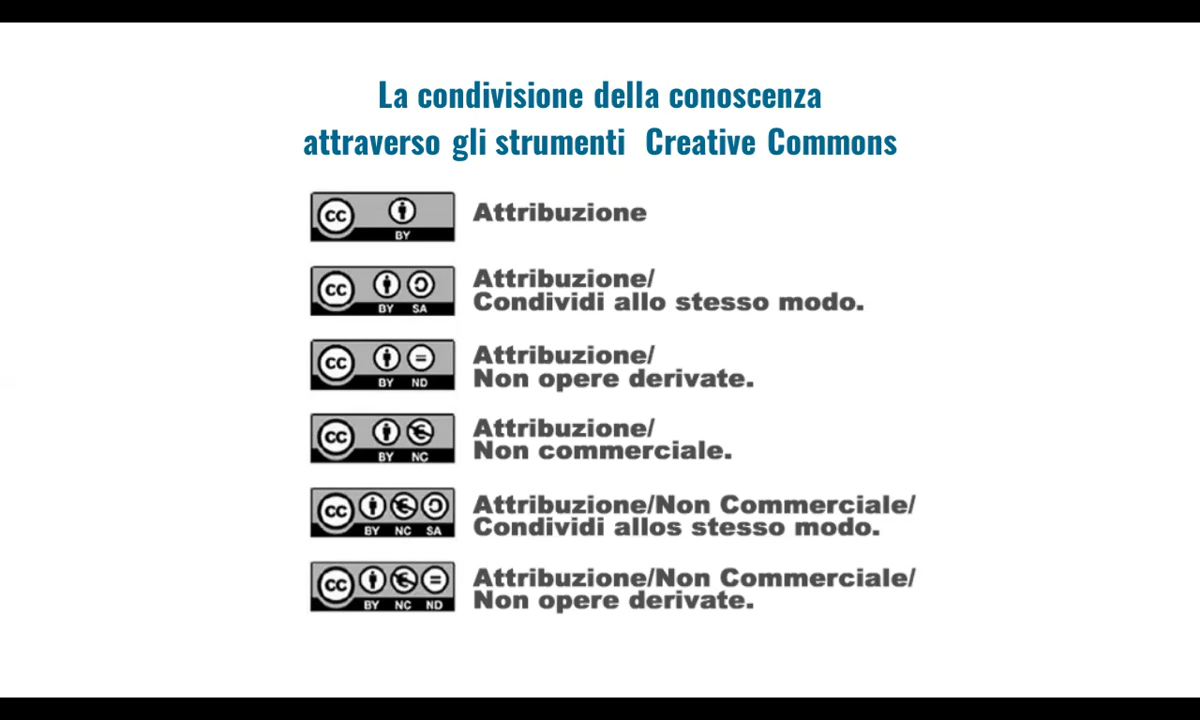 La condivisione della conoscenza
attraverso gli strumenti Creative Commons
cc BY
Attribuzione
cc BY SA
Attribuzione/
Condividi allo stesso modo.
cc BY ND
Attribuzione/
Non opere derivate.
cc BY NC
Attribuzione/
Non commerciale.
cc BY NC SA
Attribuzione/Non Commerciale/
Condividi allos stesso modo.
cc BY NC ND
Attribuzione/Non Commerciale/
Non opere derivate.